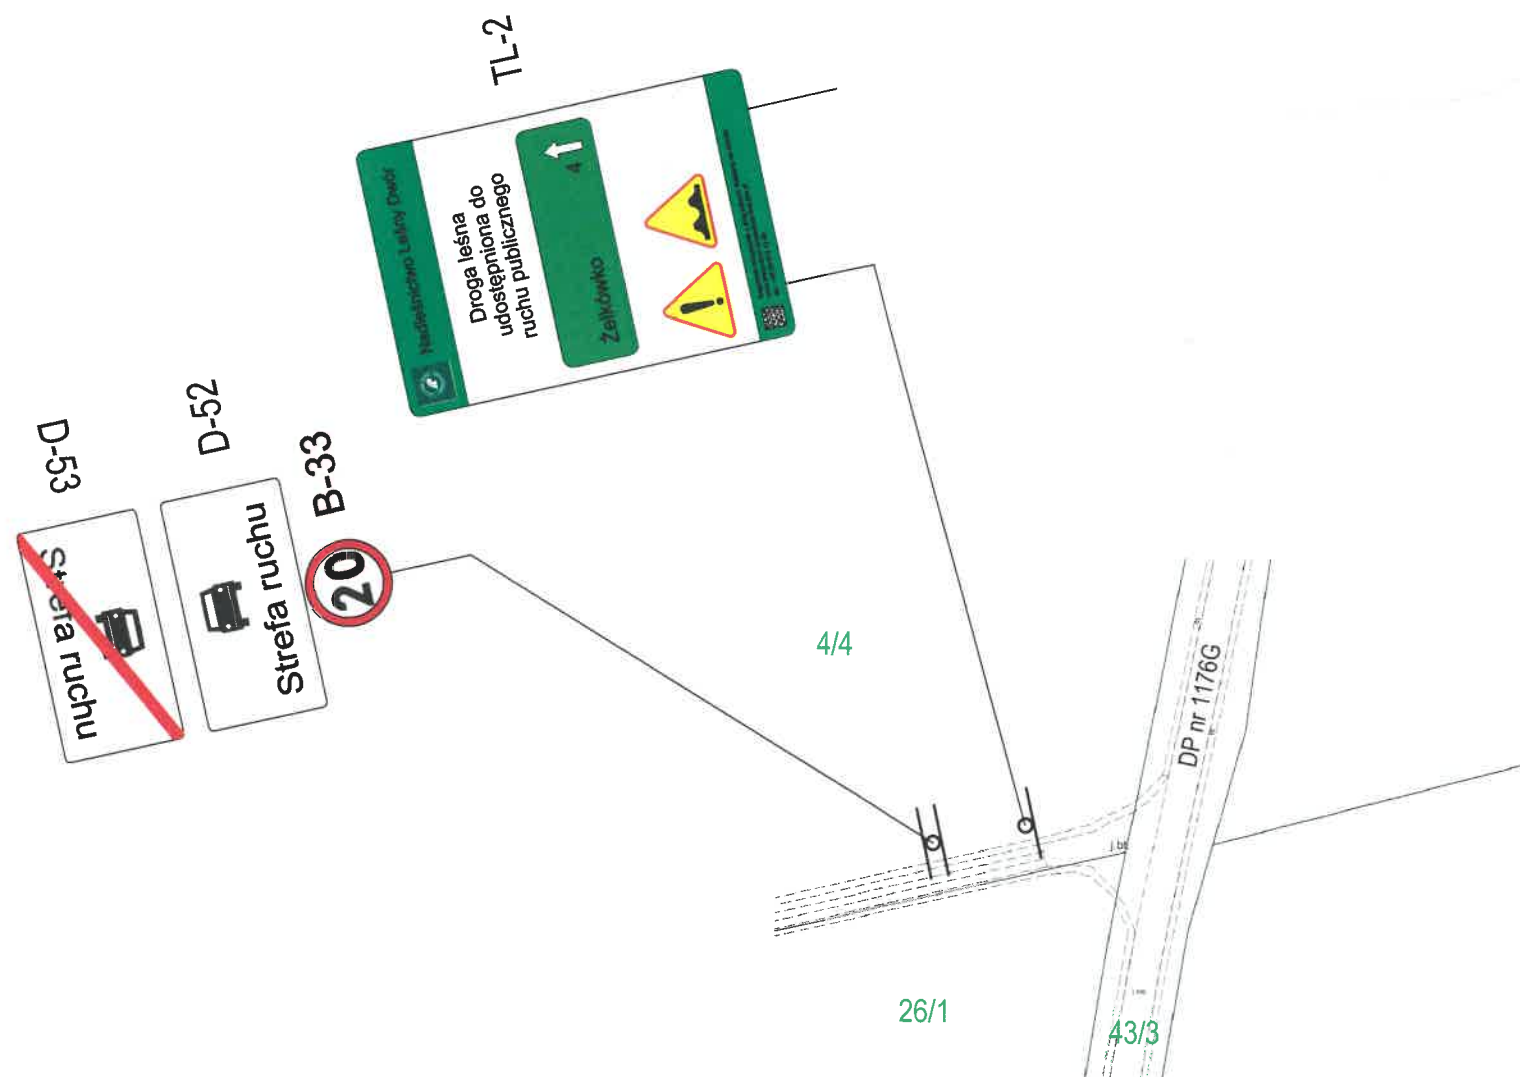 TL-2
Nadleśnictwo Leśny Dwór
Droga leśna
udostępniona do
ruchu publicznego
Żelkówko
4
D-53
Strefa ruchu
D-52
Strefa ruchu
B-33
20
4/4
DP nr 1176G
j.bt
26/1
43/3